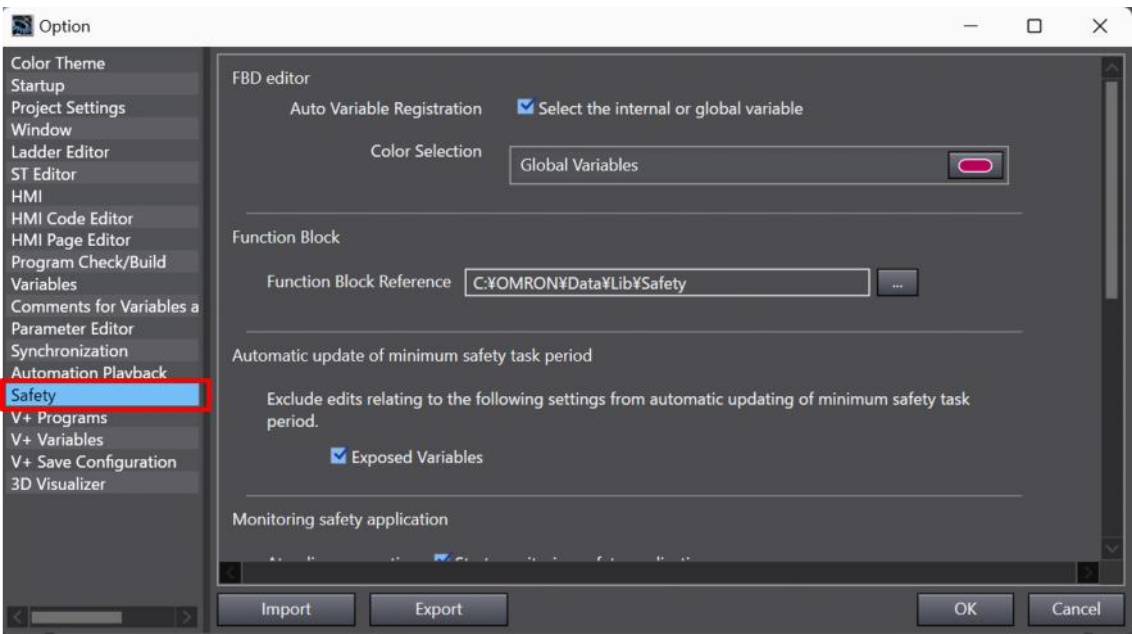 Option
Color Theme
Startup
Project Settings
Window
Ladder Editor
ST Editor
HMI
HMI Code Editor
HMI Page Editor
Program Check/Build
Variables
Comments for Variables a
Parameter Editor
Synchronization
Automation Playback
Safety
V+ Programs
V+ Variables
V+ Save Configuration
3D Visualizer
FBD editor
Auto Variable Registration Select the internal or global variable
Color Selection Global Variables
Function Block
Function Block Reference C:¥OMRON¥Data¥Lib¥Safety ...
Automatic update of minimum safety task period
Exclude edits relating to the following settings from automatic updating of minimum safety task
period.
Exposed Variables
Monitoring safety application
Import Export OK Cancel